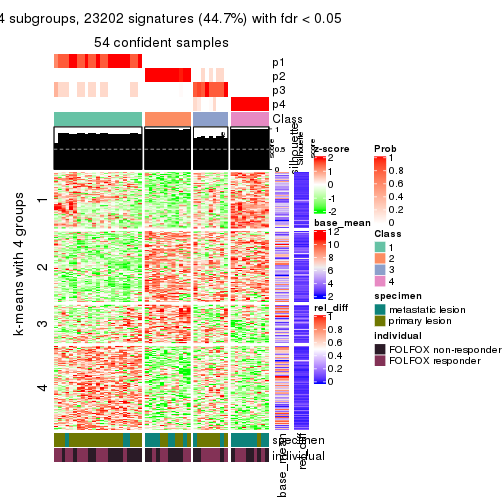 4 subgroups, 23202 signatures (44.7%) with fdr < 0.05
54 confident samples
p1
p2
p3
p4
Class
1
0.5
0
silhouette
k-means with 4 groups
1
2
3
4
specimen
individual
base_mean
rel_diff
z-score
2
1
0
-1
-2
base_mean
12
10
8
6
4
2
rel_diff
1
0.8
0.6
0.4
0.2
0
Prob
1
0.8
0.6
0.4
0.2
0
Class
1
2
3
4
specimen
metastatic lesion
primary lesion
individual
FOLFOX non-responder
FOLFOX responder